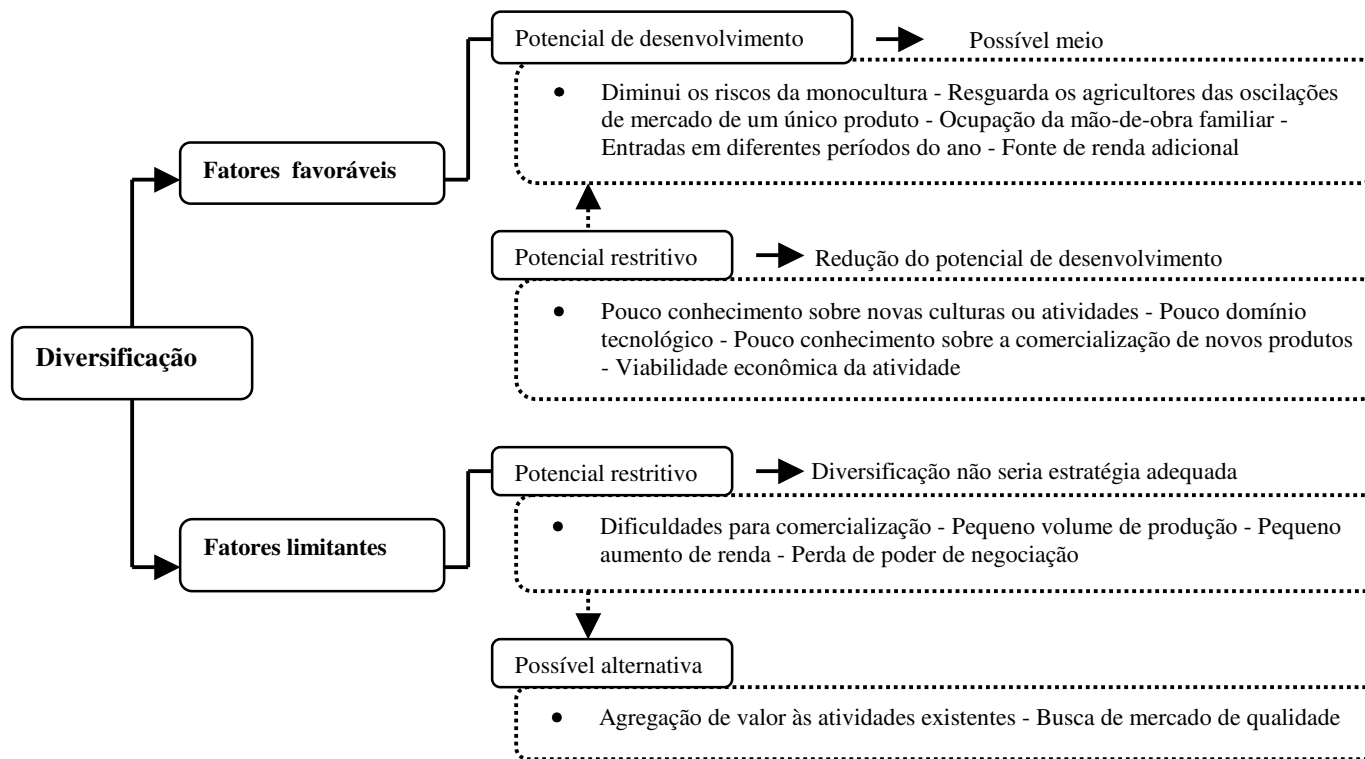 Potencial de desenvolvimento
Possível meio
• Diminui os riscos da monocultura - Resguarda os agricultores das oscilações
de mercado de um único produto - Ocupação da mão-de-obra familiar -
Entradas em diferentes períodos do ano - Fonte de renda adicional
Fatores favoráveis
Potencial restritivo
Redução do potencial de desenvolvimento
• Pouco conhecimento sobre novas culturas ou atividades - Pouco domínio
tecnológico - Pouco conhecimento sobre a comercialização de novos produtos
- Viabilidade econômica da atividade
Diversificação
Potencial restritivo
Diversificação não seria estratégia adequada
• Dificuldades para comercialização - Pequeno volume de produção - Pequeno
aumento de renda - Perda de poder de negociação
Fatores limitantes
Possível alternativa
• Agregação de valor às atividades existentes - Busca de mercado de qualidade